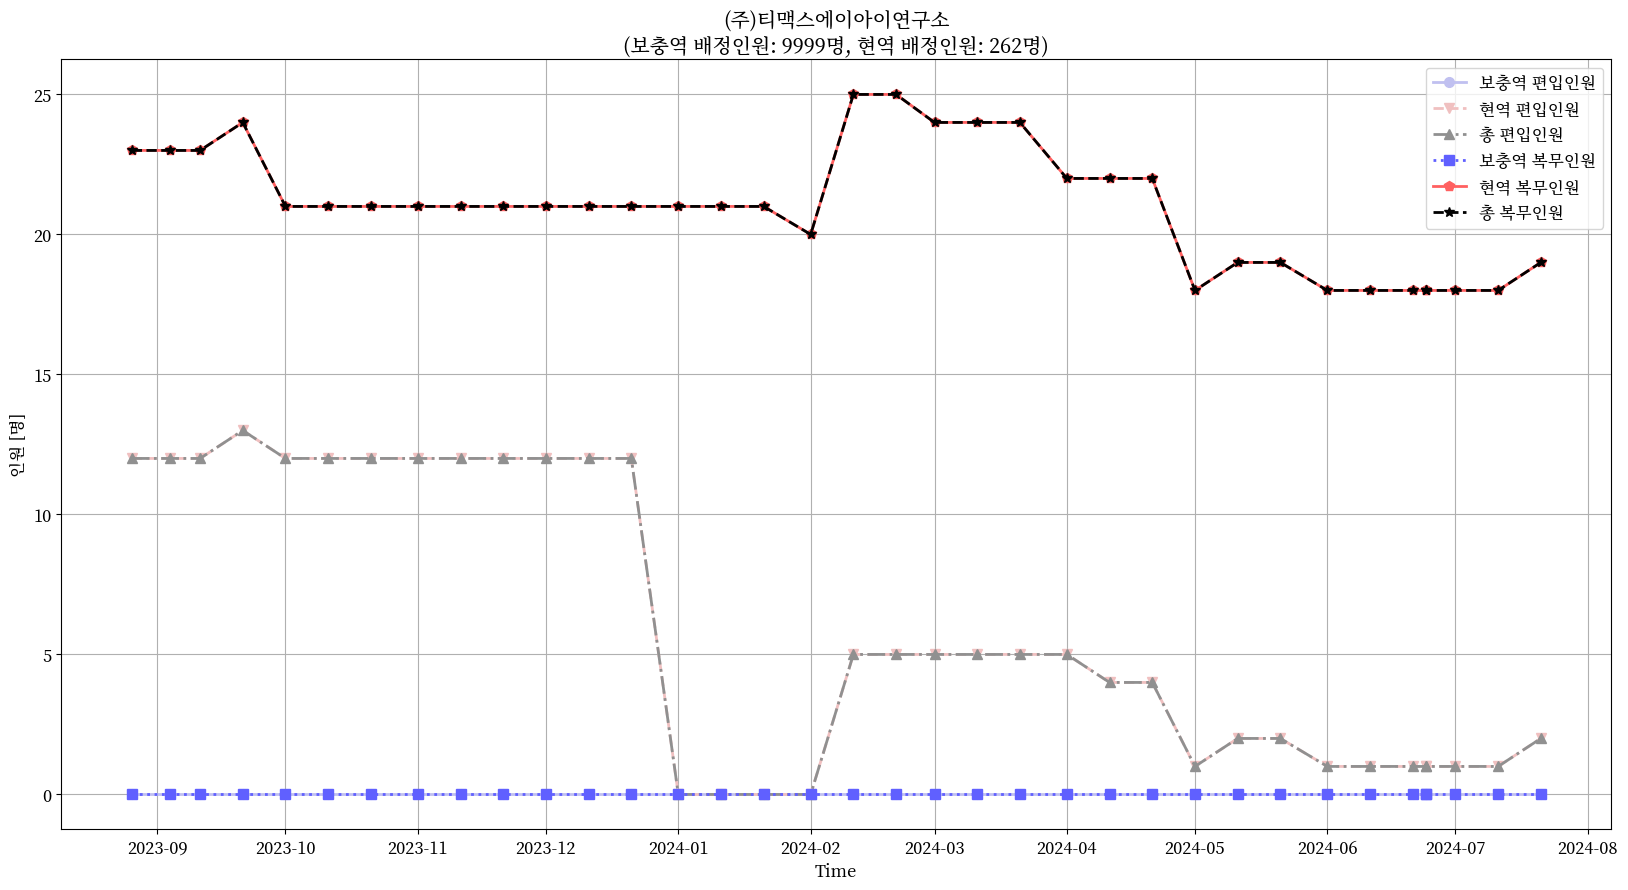 (주)티맥스에이아이연구소
(보충역 배정인원: 9999명, 현역 배정인원: 262명)
보충역 편입인원
현역 편입인원
총 편입인원
보충역 복무인원
현역 복무인원
총 복무인원
인원 [명]
25
20
15
10
5
0
2023-09 2023-10 2023-11 2023-12 2024-01 2024-02 2024-03 2024-04 2024-05 2024-06 2024-07 2024-08
Time